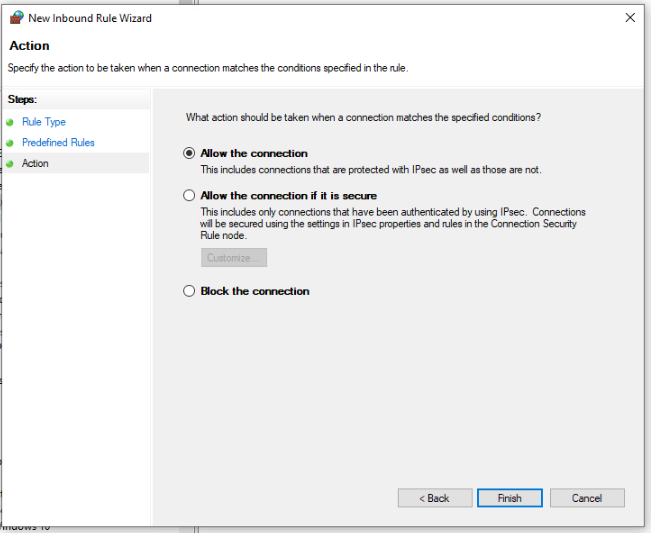 New Inbound Rule Wizard
Action
Specify the action to be taken when a connection matches the conditions specified in the rule.
Steps:
Rule Type
Predefined Rules
Action
What action should be taken when a connection matches the specified conditions?
Allow the connection
This includes connections that are protected with IPsec as well as those are not.
Allow the connection if it is secure
This includes only connections that have been authenticated by using IPsec. Connections
will be secured using the settings in IPsec properties and rules in the Connection Security
Rule node.
Customize...
Block the connection
< Back
Finish
Cancel